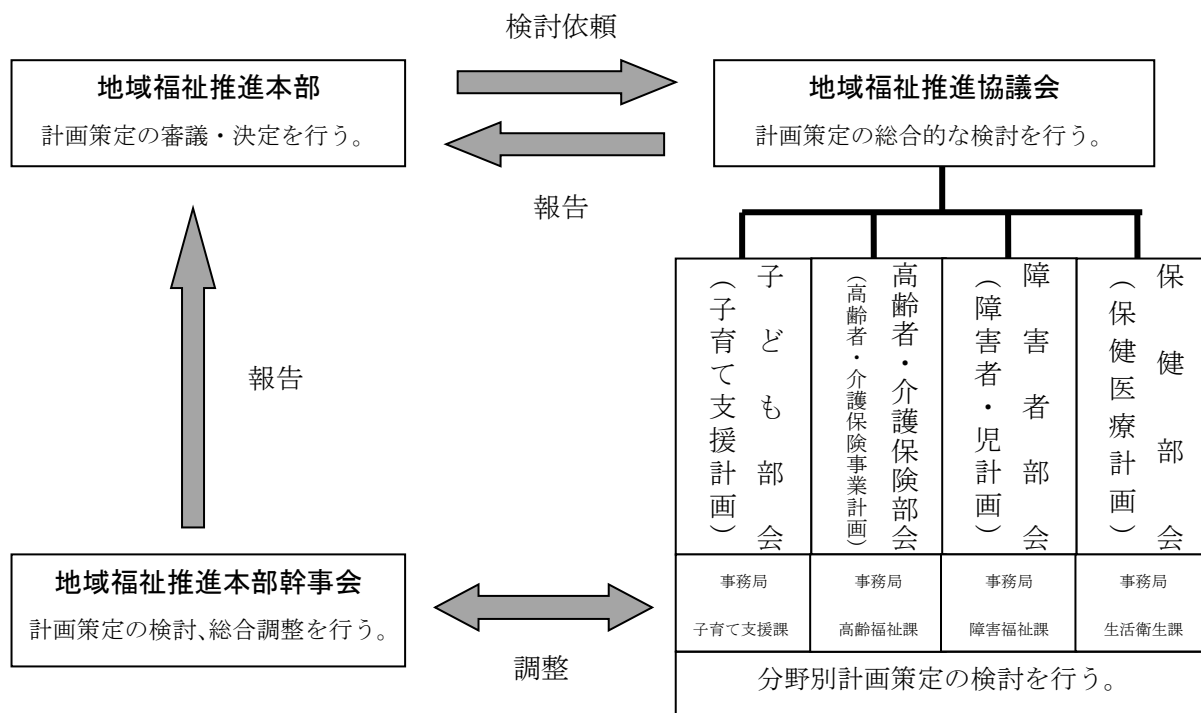 検討依頼
地域福祉推進本部
計画策定の審議・決定を行う。
地域福祉推進協議会
計画策定の総合的な検討を行う。
報告
子ども部会
（子育て支援計画）
高齢者・介護保険部会
（高齢者・介護保険事業計画）
障害者部会
（障害者・児計画）
保健部会
（保健医療計画）
報告
地域福祉推進本部幹事会
計画策定の検討、総合調整を行う。
調整
事務局
子育て支援課
事務局
高齢福祉課
事務局
障害福祉課
事務局
生活衛生課
分野別計画策定の検討を行う。